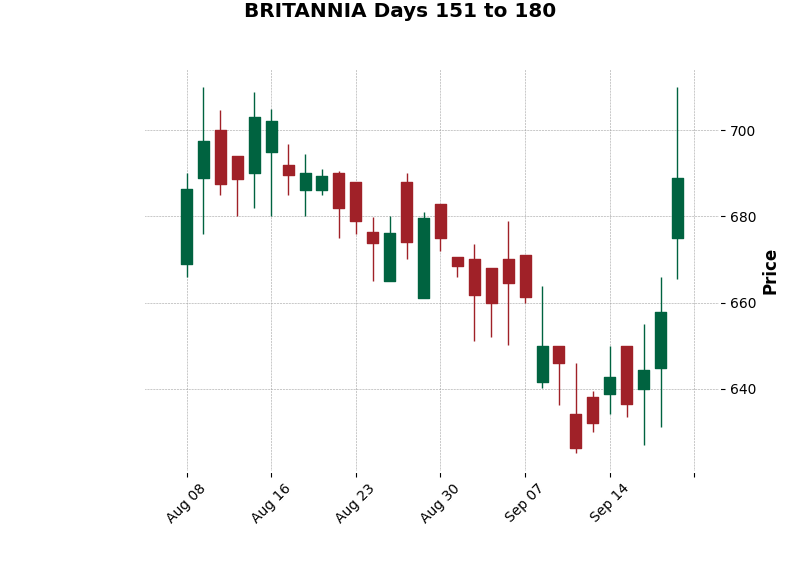 BRITANNIA Days 151 to 180
700
680
660
640
Price
Aug 08
Aug 16
Aug 23
Aug 30
Sep 07
Sep 14